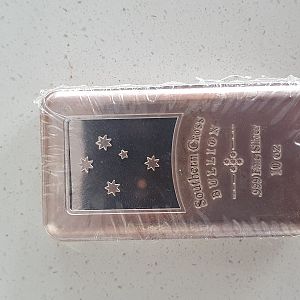 Southern Cross
BULLION
.999 Fine Silver
10 oz